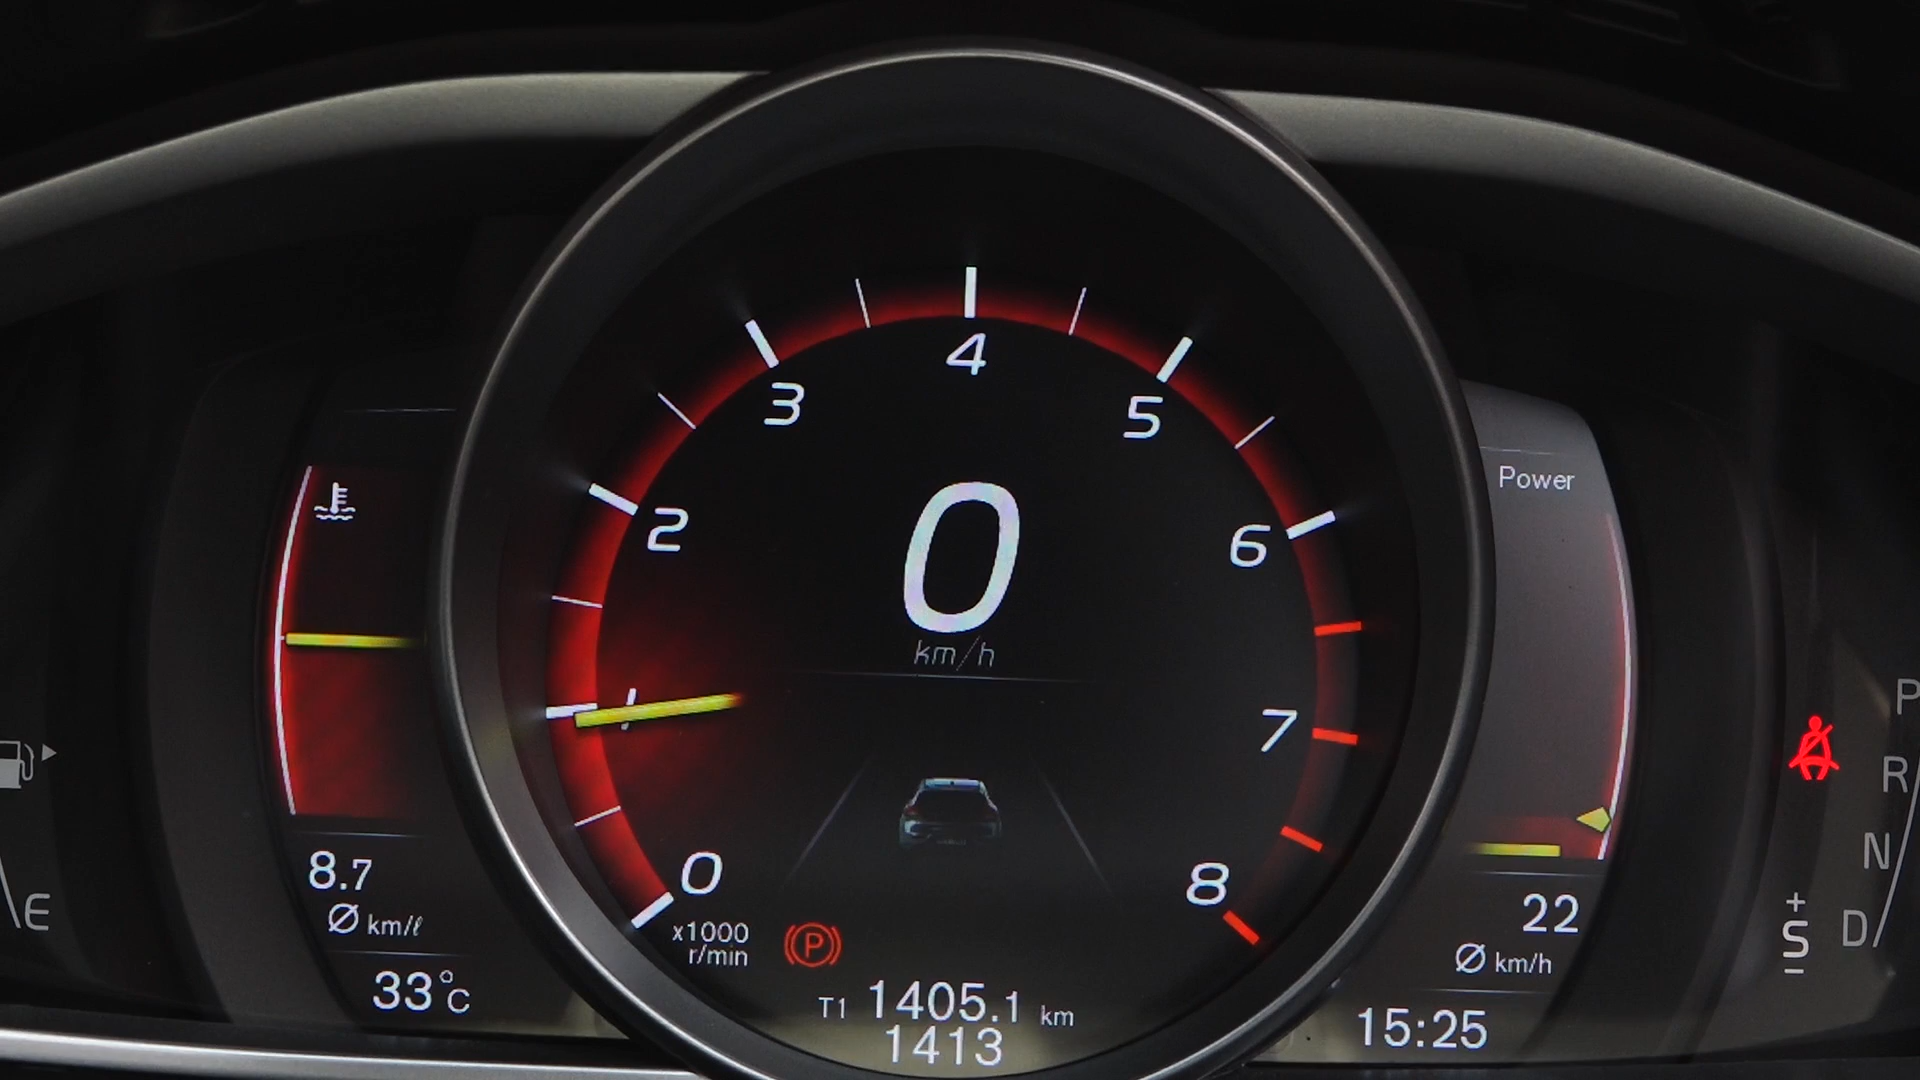 4
3
5
2
6
1
7
0
8
0
km/h
x1000
r/min
P
T1 1405.1 km
1413
8.7
Ø km/ℓ
33°C
E
Power
22
Ø km/h
15:25
P
R
N
D
+
S
−